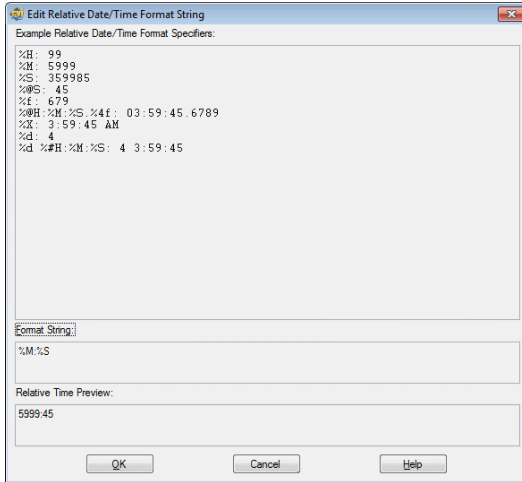 Edit Relative Date/Time Format String
Example Relative Date/Time Format Specifiers:
%H: 99
%M: 5999
%S: 359985
%@S: 45
%f: 679
%@H:%M:%S.%4f: 03:59:45.6789
%X: 3:59:45 AM
%d: 4
%d %#H:%M:%S: 4 3:59:45
Format String:
%M:%S
Relative Time Preview:
5999:45
OK Cancel Help